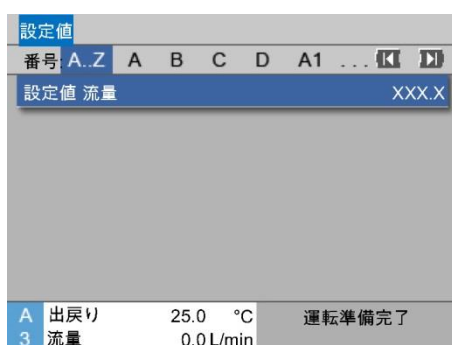 設定値
番号: A..Z A B C D A1 ...
設定値 流量 XXX.X
A 出戻り 25.0 °C 運転準備完了
3 流量 0.0 L/min